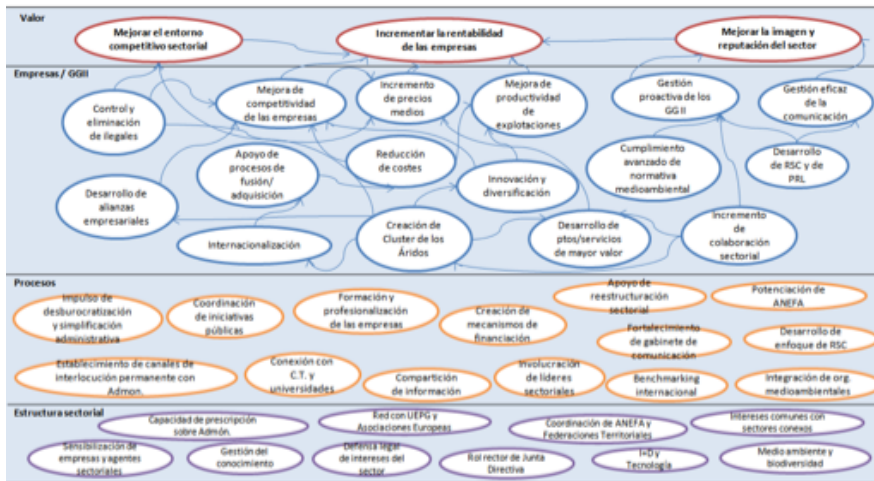 Valor
Mejorar el entorno
competitivo sectorial
Incrementar la rentabilidad
de las empresas
Mejorar la imagen y
reputación del sector
Empresas / GGII
Control y
eliminación
de ilegales
Mejora de
competitividad
de las empresas
Incremento
de precios
medios
Mejora de
productividad
de explotaciones
Gestión
proactiva de los
GG II
Gestión eficaz
de la
comunicación
Apoyo de
procesos de
fusión/
adquisición
Reducción
de costes
Innovación y
diversificación
Cumplimiento
avanzado de
normativa
medioambiental
Desarrollo
de RSC y de
PRL
Desarrollo de
alianzas
empresariales
Internacionalización
Creación de
Cluster de los
Áridos
Desarrollo de
ptos/servicios
de mayor valor
Incremento
de
colaboración
sectorial
Procesos
Impulso de
desburocratización
y simplificación
administrativa
Coordinación
de iniciativas
públicas
Formación y
profesionalización
de las empresas
Creación de
mecanismos de
financiación
Apoyo de
reestructuración
sectorial
Potenciación de
ANEFA
Fortalecimiento
de gabinete de
comunicación
Desarrollo de
enfoque de RSC
Establecimiento de canales de
interlocución permanente con
Admon.
Conexión con
C.T. y
universidades
Compartición de
información
Involucración
de líderes
sectoriales
Benchmarking
internacional
Integración de org.
medioambientales
Estructura sectorial
Capacidad de prescripción
sobre Admón.
Red con UEPG y
Asociaciones Europeas
Coordinación de ANEFA y
Federaciones Territoriales
Intereses comunes con
sectores conexos
Sensibilización de
empresas y agentes
sectoriales
Gestión del
conocimiento
Defensa legal
de intereses del
sector
Rol rector de Junta
Directiva
I+D y
Tecnología
Medio ambiente y
biodiversidad